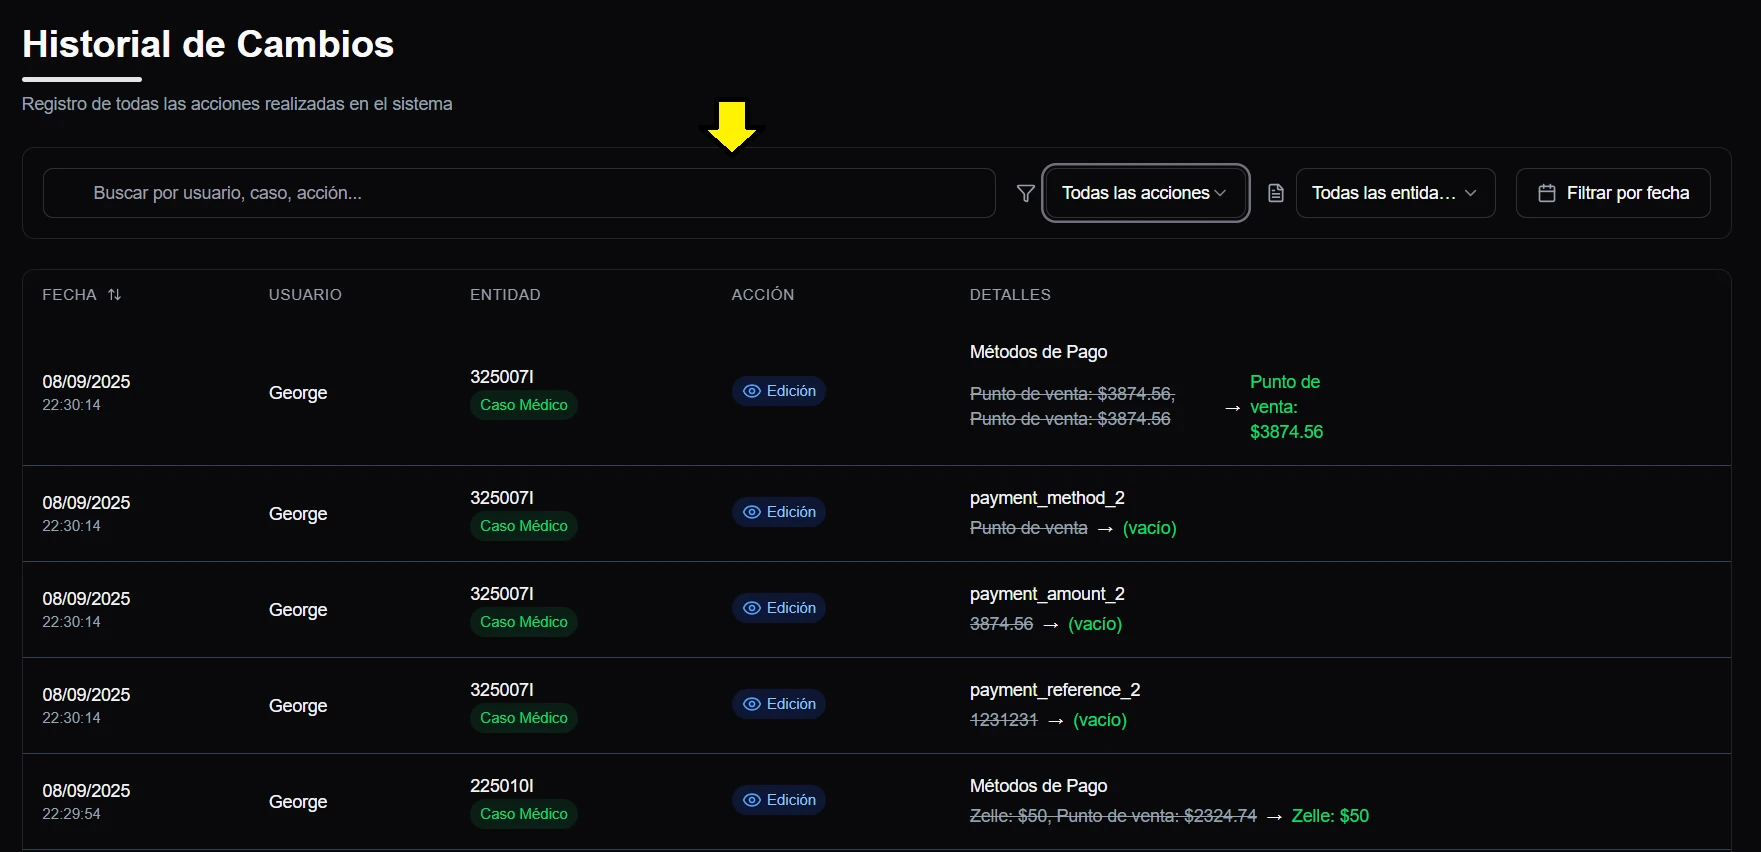 Historial de Cambios
Registro de todas las acciones realizadas en el sistema
Buscar por usuario, caso, acción...
Todas las acciones
Todas las entida...
Filtrar por fecha
FECHA USUARIO ENTIDAD ACCIÓN DETALLES
Métodos de Pago
08/09/2025
22:30:14
George
325007I
Caso Médico
Edición
Punto de venta: $3874.56,
Punto de venta: $3874.56
→
Punto de
venta:
$3874.56
08/09/2025
22:30:14
George
325007I
Caso Médico
Edición
payment_method_2
Punto de venta → (vacío)
08/09/2025
22:30:14
George
325007I
Caso Médico
Edición
payment_amount_2
3874.56 → (vacío)
08/09/2025
22:30:14
George
325007I
Caso Médico
Edición
payment_reference_2
1231231 → (vacío)
08/09/2025
22:29:54
George
225010I
Caso Médico
Edición
Métodos de Pago
Zelle: $50, Punto de venta: $2324.74 → Zelle: $50